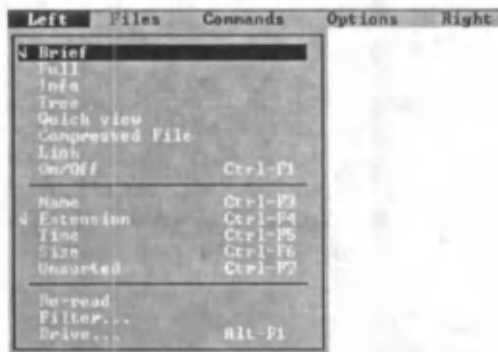 Left Files Commands Options Right
√ Brief
Full
Info
Tree
Quick view
Compressed File
Link
On/Off Ctrl-F1
Name Ctrl-F3
√ Extension Ctrl-F4
Time Ctrl-F5
Size Ctrl-F6
Unsorted Ctrl-F7
Re-read
Filter...
Drive... Alt-F1